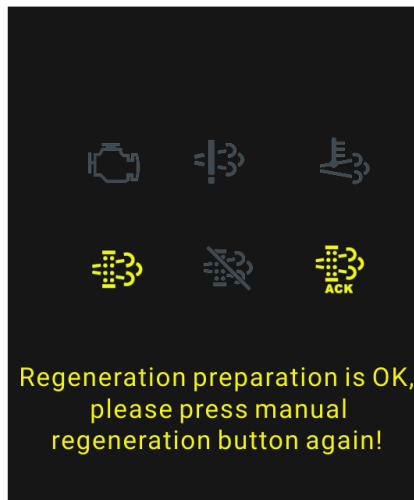 ACK
Regeneration preparation is OK,
please press manual
regeneration button again!